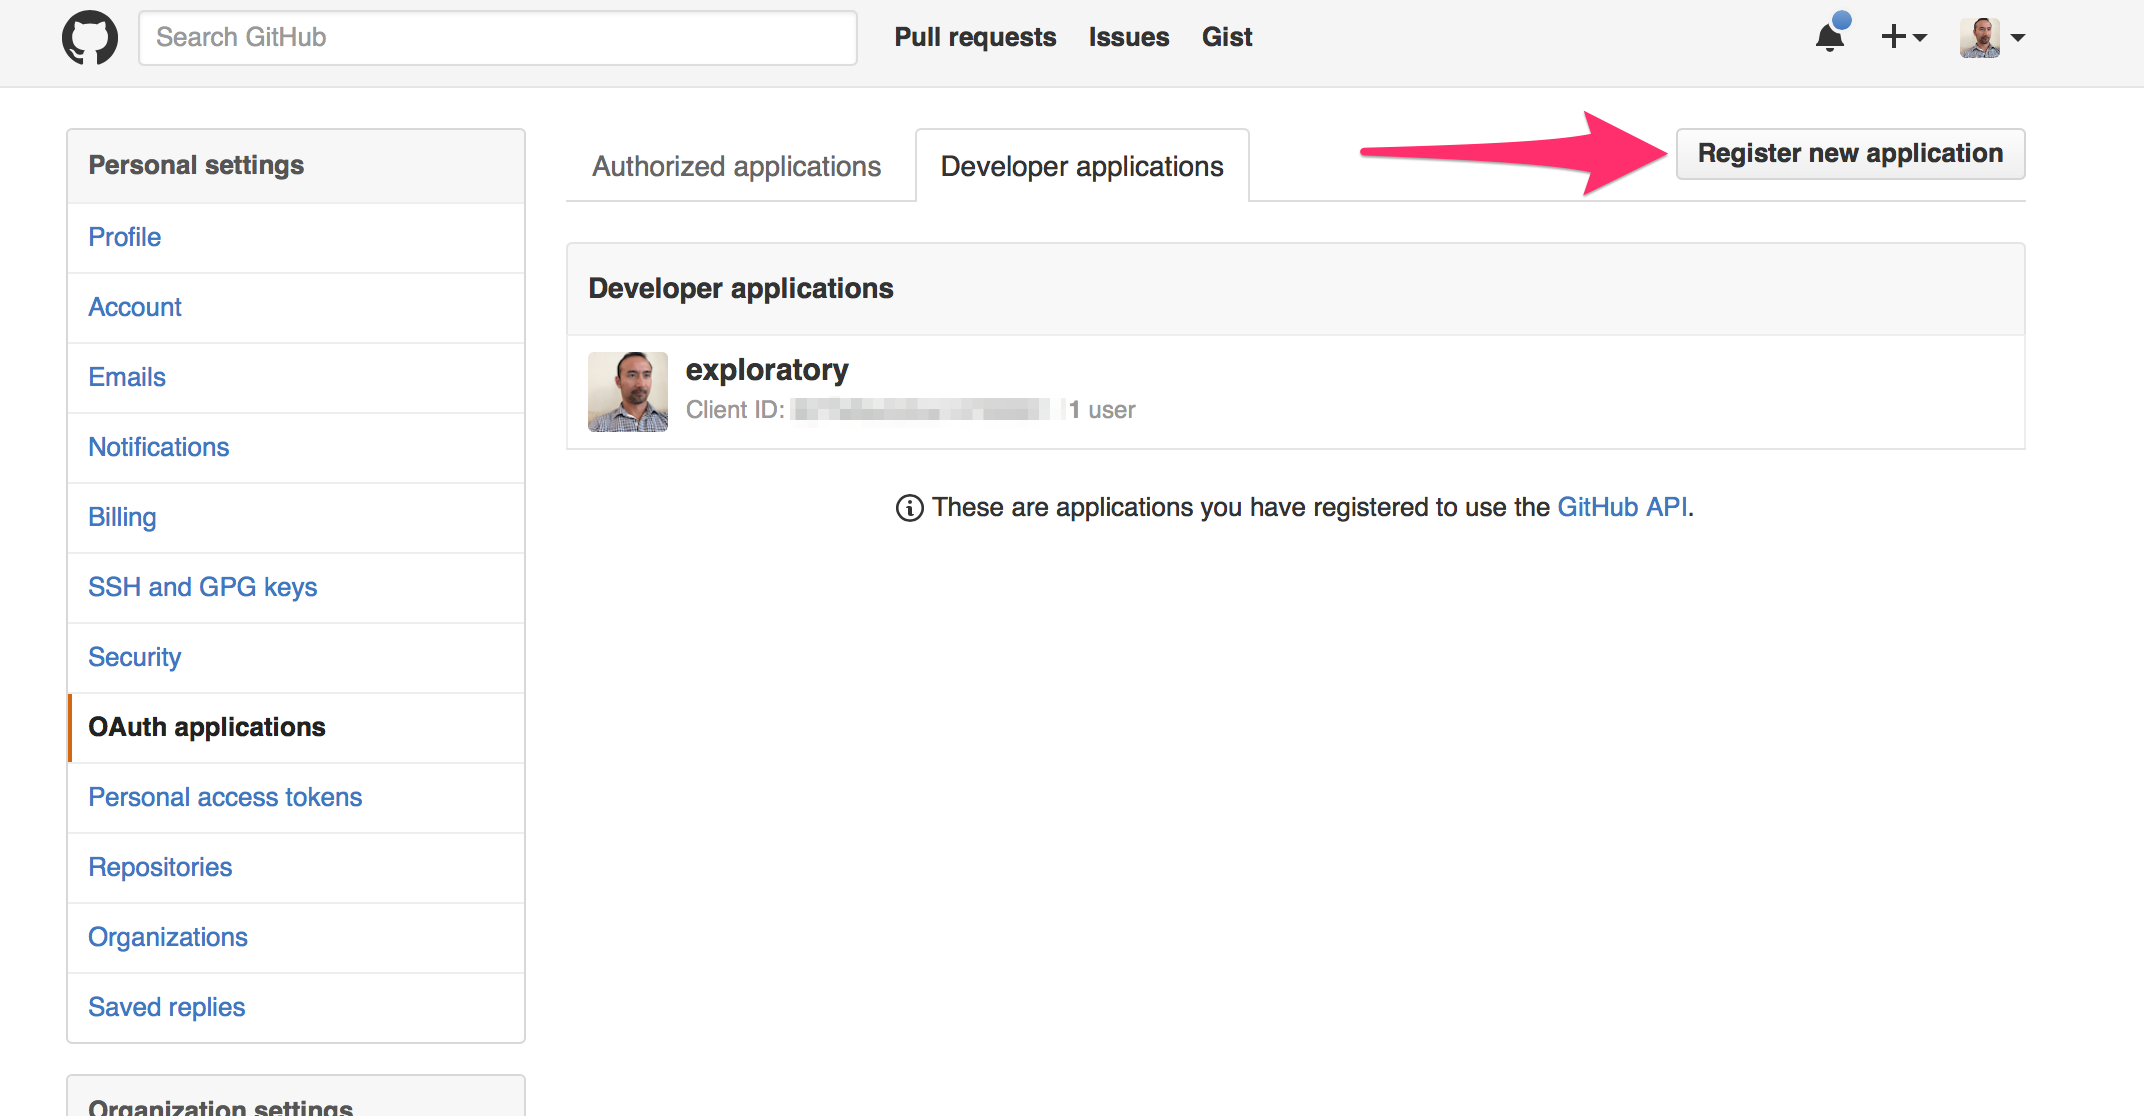 Search GitHub
Pull requests
Issues
Gist
Personal settings
Profile
Account
Emails
Notifications
Billing
SSH and GPG keys
Security
OAuth applications
Personal access tokens
Repositories
Organizations
Saved replies
Organization settings
Authorized applications
Developer applications
Register new application
Developer applications
exploratory
Client ID: 1 user
These are applications you have registered to use the GitHub API.